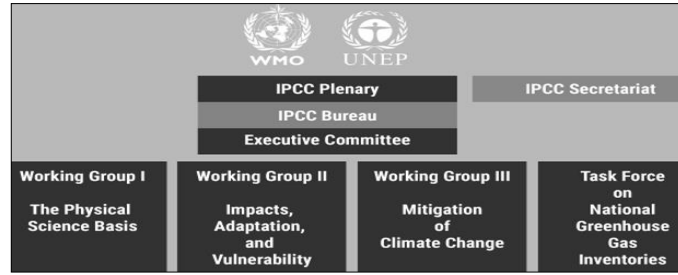 WMO
UNEP
IPCC Plenary
IPCC Secretariat
IPCC Bureau
Executive Committee
Working Group I
The Physical
Science Basis
Working Group II
Impacts,
Adaptation,
and
Vulnerability
Working Group III
Mitigation
of
Climate Change
Task Force
on
National
Greenhouse
Gas
Inventories